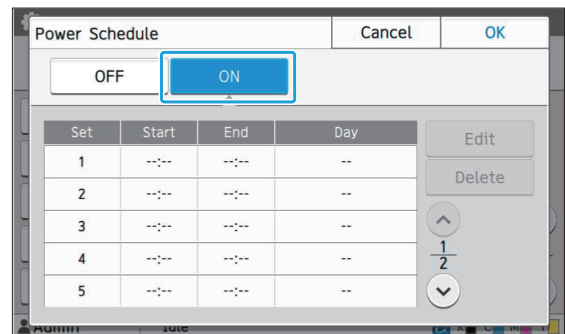 Power Schedule Cancel OK
OFF ON
Set Start End Day Edit
1 --:-- --:-- --
Delete
2 --:-- --:-- --
3 --:-- --:-- --
4 --:-- --:-- -- 1
2
5 --:-- --:-- --
Admin Idle K C M Y